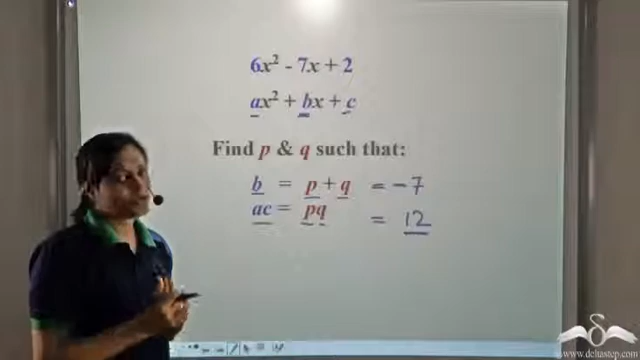 6x² - 7x + 2
ax² + bx + c
Find p & q such that:
b = p + q = -7
ac = pq = 12
www.deltastep.com